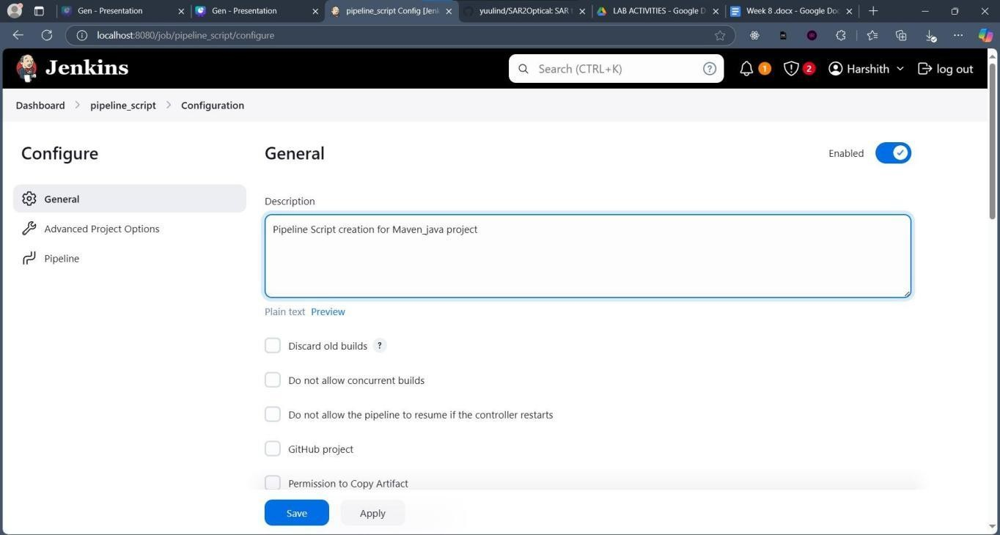 Gen - Presentation
Gen - Presentation
pipeline_script Config [Jenk
yuulind/SAR2Optical: SAR t
LAB ACTIVITIES - Google D
Week 8 .docx - Google Doc
localhost:8080/job/pipeline_script/configure
Jenkins
Search (CTRL+K)
?
1
2
Harshith
log out
Dashboard > pipeline_script > Configuration
Configure
General
Advanced Project Options
Pipeline
General
Enabled
Description
Pipeline Script creation for Maven_java project
Plain text Preview
Discard old builds ?
Do not allow concurrent builds
Do not allow the pipeline to resume if the controller restarts
GitHub project
Permission to Copy Artifact
Save Apply